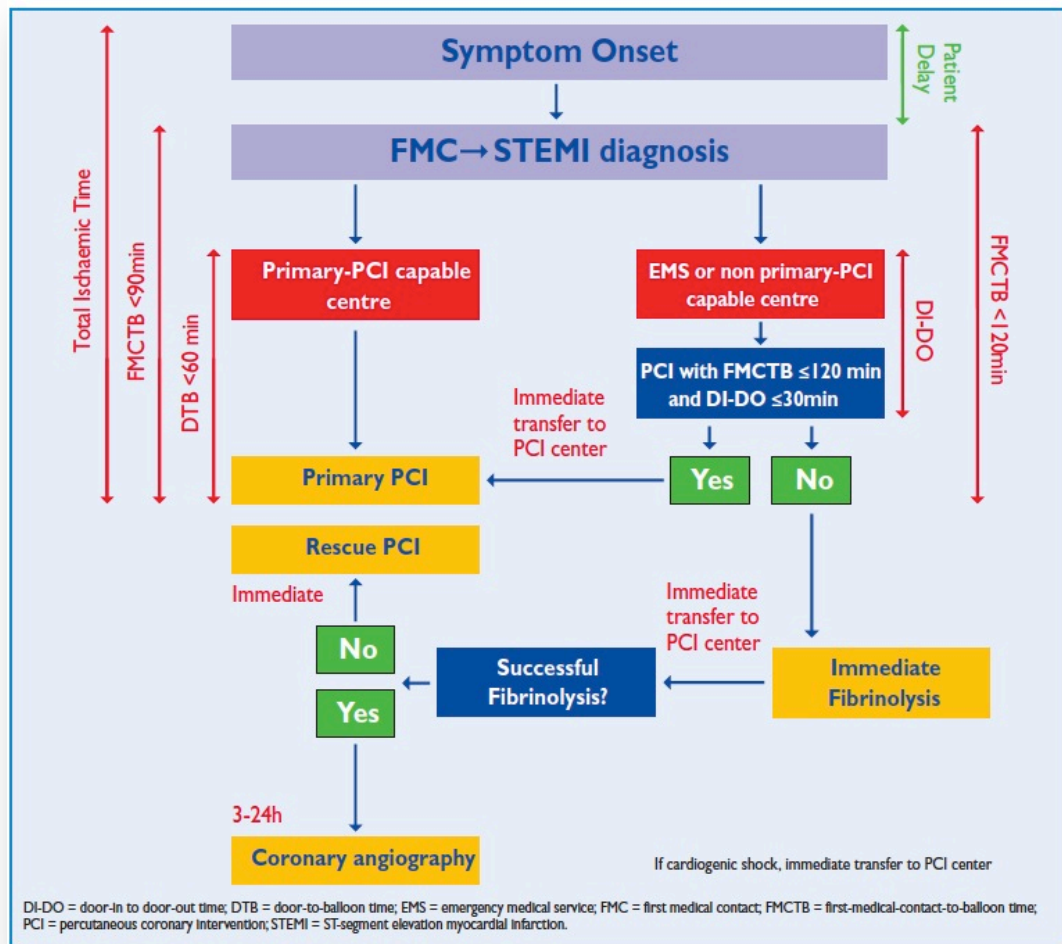 Symptom Onset
Patient
Delay
FMC→ STEMI diagnosis
Total Ischaemic Time
FMCTB <90min
DTB <60 min
Primary-PCI capable
centre
EMS or non primary-PCI
capable centre
DI-DO
FMCTB <120min
PCI with FMCTB ≤120 min
and DI-DO ≤30min
Immediate
transfer to
PCI center
Primary PCI
Yes
No
Rescue PCI
Immediate
Immediate
transfer to
PCI center
No
Yes
Successful
Fibrinolysis?
Immediate
Fibrinolysis
3-24h
Coronary angiography
If cardiogenic shock, immediate transfer to PCI center
DI-DO = door-in to door-out time; DTB = door-to-balloon time; EMS = emergency medical service; FMC = first medical contact; FMCTB = first-medical-contact-to-balloon time;
PCI = percutaneous coronary intervention; STEMI = ST-segment elevation myocardial infarction.